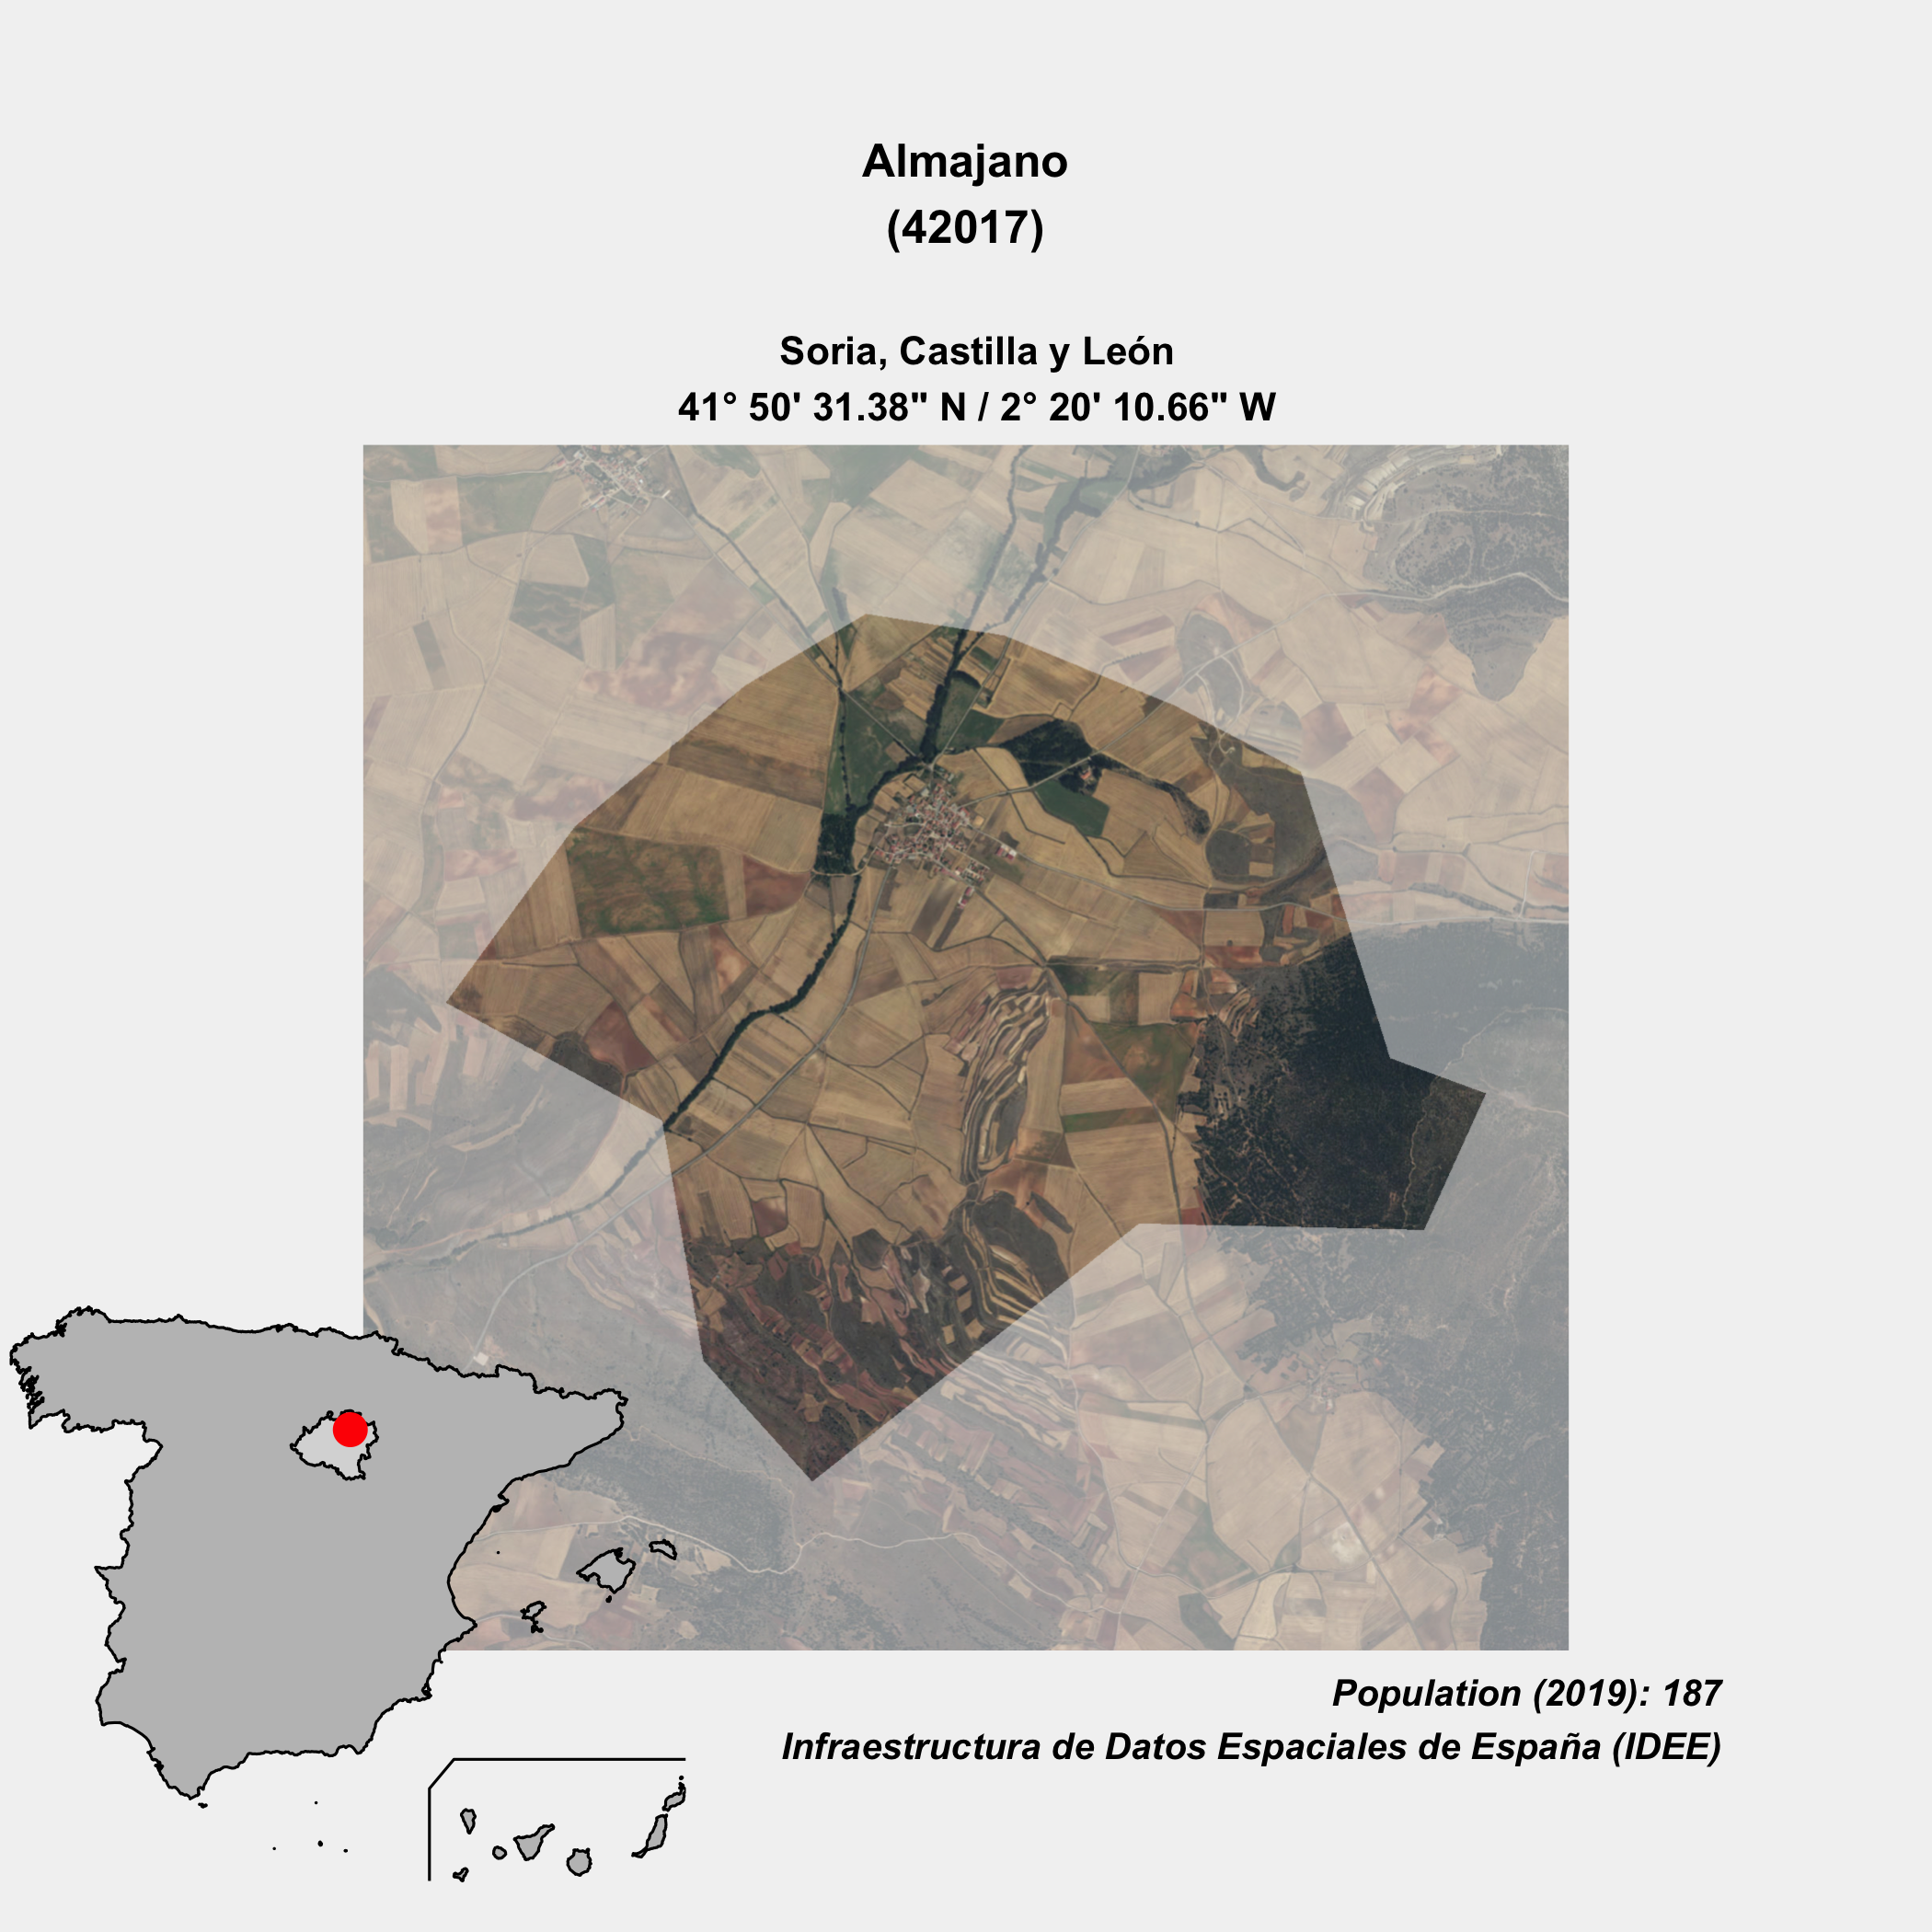 Almajano
(42017)
Soria, Castilla y León
41° 50' 31.38" N / 2° 20' 10.66" W
Population (2019): 187
Infraestructura de Datos Espaciales de España (IDEE)